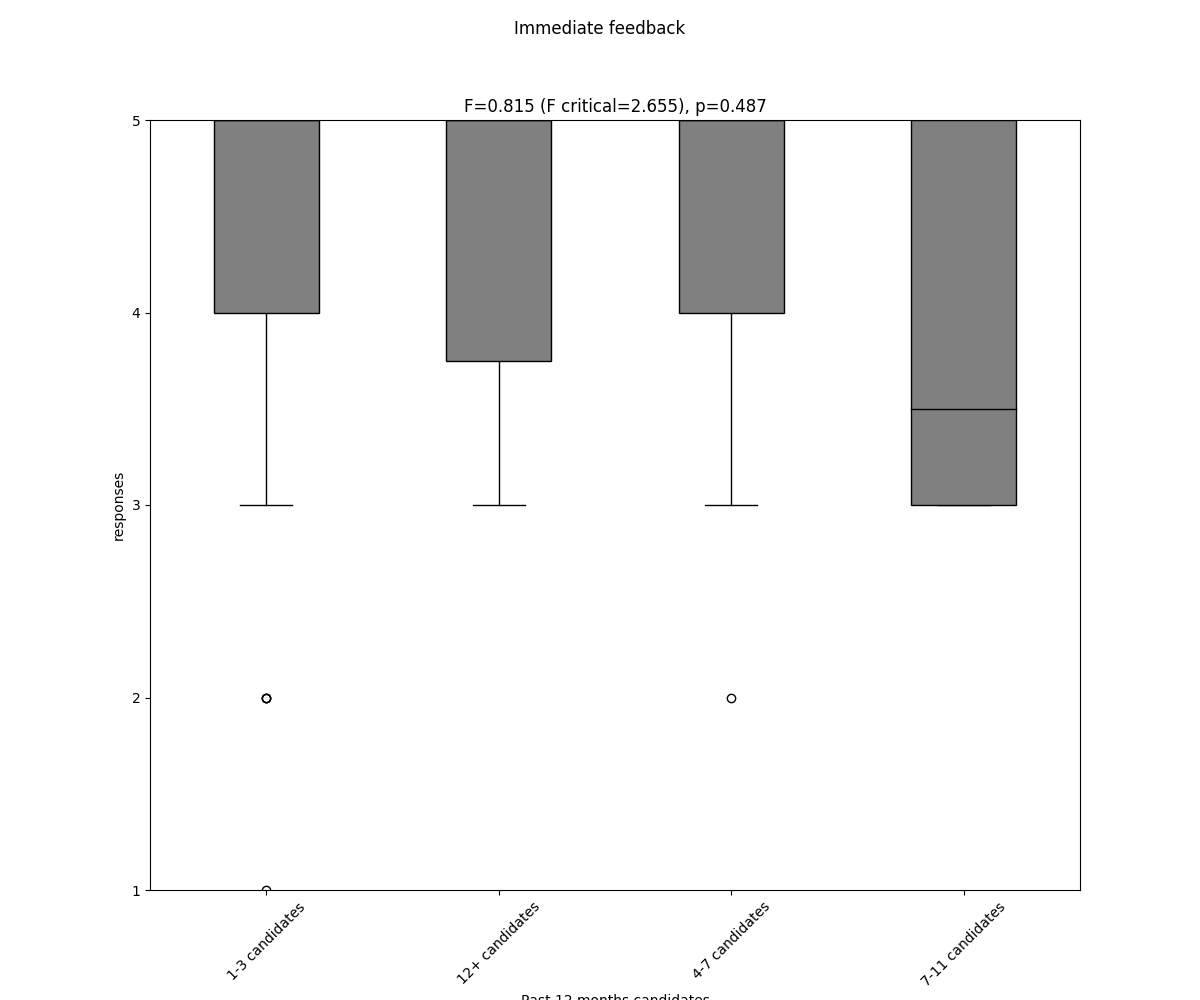 Immediate feedback
F=0.815 (F critical=2.655), p=0.487
5
4
3
2
1
responses
1-3 candidates
12+ candidates
4-7 candidates
7-11 candidates
Past 12 months candidates